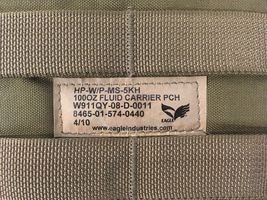 HP-W/P-MS-5KH
100OZ FLUID CARRIER PCH
W911QY-08-D-0011
8465-01-574-0440
4/10
EAGLE
www.eagleindustries.com